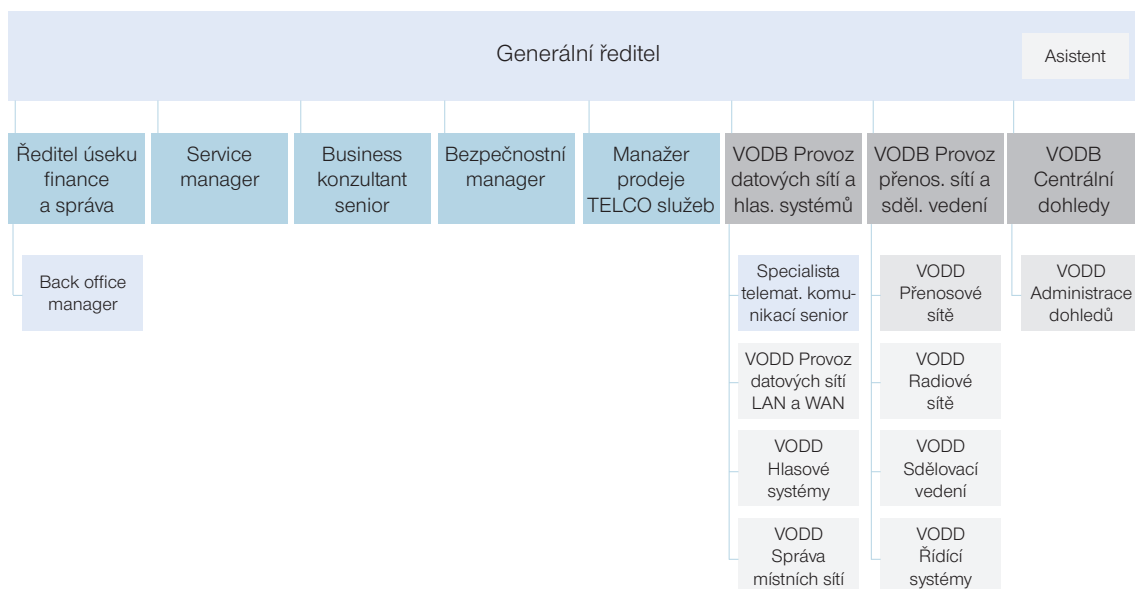 Generální ředitel
Asistent
Ředitel úseku
finance
a správa
Service
manager
Business
konzultant
senior
Bezpečnostní
manager
Manažer
prodeje
TELCO služeb
VODB Provoz
datových sítí a
hlas. systémů
VODB Provoz
přenos. sítí a
sděl. vedení
VODB
Centrální
dohledy
Back office
manager
Specialista
telemat. komu-
nikací senior
VODD Provoz
datových sítí
LAN a WAN
VODD
Hlasové
systémy
VODD
Správa
místních sítí
VODD
Přenosové
sítě
VODD
Radiové
sítě
VODD
Sdělovací
vedení
VODD
Řídící
systémy
VODD
Administrace
dohledů